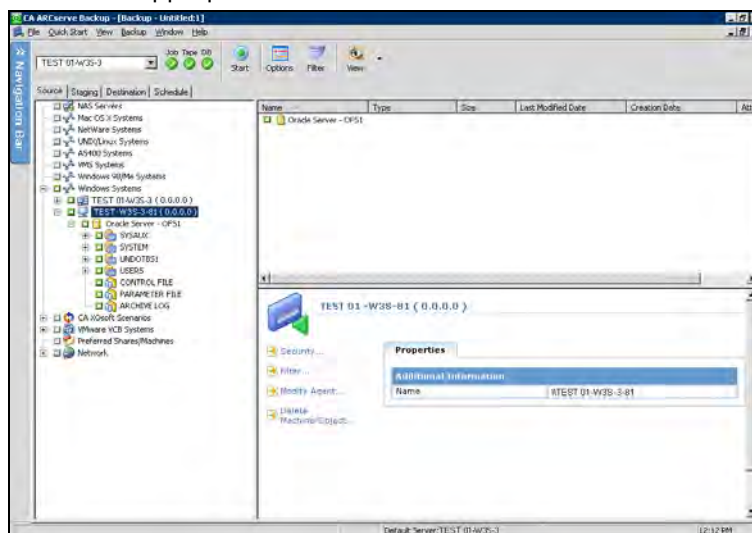 CA ARCserve Backup - [Backup - Untitled:1]
File Quick Start View Backup Window Help
TEST 01-W3S-3
Job Tape DB
Start Options Filter View
Navigation Bar
Source Staging Destination Schedule
NAS Servers
Mac OS X Systems
NetWare Systems
UNIX/Linux Systems
AS400 Systems
VMS Systems
Windows 98/Me Systems
Windows Systems
TEST 01-W3S-3 ( 0.0.0.0 )
TEST-W3S-3-81 ( 0.0.0.0 )
Oracle Server - OFS1
SYSAUX
SYSTEM
UNDOTBS1
USERS
CONTROL FILE
PARAMETER FILE
ARCHIVE LOG
CA XOsoft Scenarios
VMware VCB Systems
Preferred Shares/Machines
Network
Name Type Size Last Modified Date Creation Date Att
Oracle Server - OFS1
TEST 01-W3S-81 ( 0.0.0.0 )
Security...
Filter...
Modify Agent...
Delete
Machine/Object...
Properties
Additional Information
Name ATEST 01-W3S-3-81
Default Server:TEST 01-W3S-3 12:12 PM